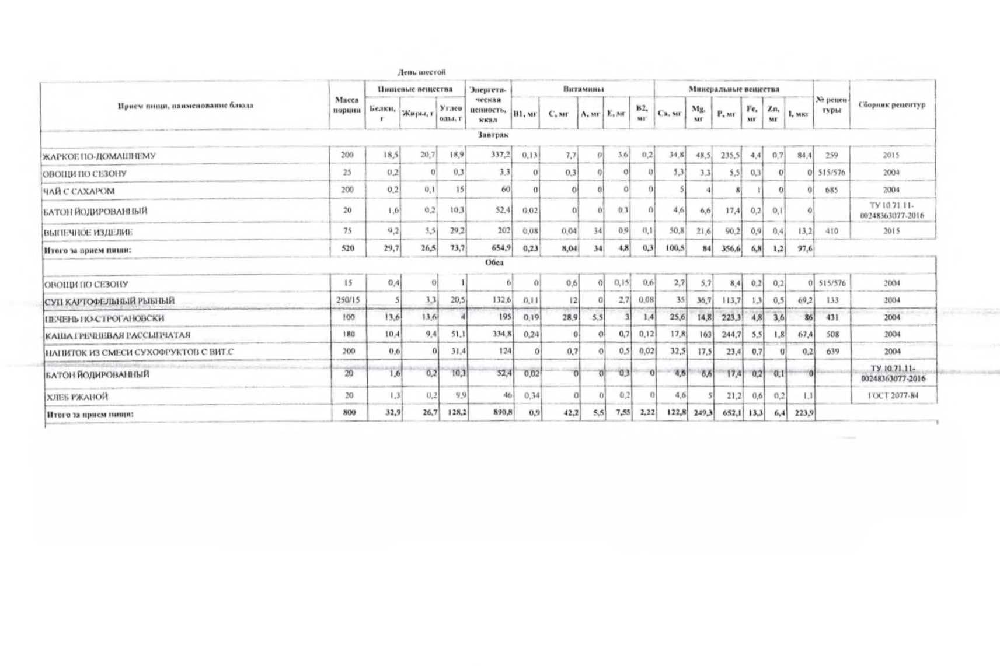 День шестой
Прием пищи, наименование блюда Масса порции Пищевые вещества Энергетическая ценность, ккал Витамины Минеральные вещества № рецептуры Сборник рецептур
Белки, г Жиры, г Углеводы, г В1, мг С, мг А, мг Е, мг В2, мг Са, мг Mg, мг Р, мг Fe, мг Zn, мг I, мкг
Завтрак
ЖАРКОЕ ПО-ДОМАШНЕМУ 200 18,5 20,7 18,9 337,2 0,13 7,7 0 3,6 0,2 34,8 48,5 235,5 4,4 0,7 84,4 259 2015
ОВОЩИ ПО СЕЗОНУ 25 0,2 0 0,3 3,3 0 0,3 0 0 0 5,3 3,3 5,5 0,3 0 0 515/576 2004
ЧАЙ С САХАРОМ 200 0,2 0,1 15 60 0 0 0 0 0 5 4 8 1 0 0 685 2004
БАТОН ЙОДИРОВАННЫЙ 20 1,6 0,2 10,3 52,4 0,02 0 0 0,3 0 4,6 6,6 17,4 0,2 0,1 0 ТУ 10.71.11-
00248363077-2016
ВЫПЕЧНОЕ ИЗДЕЛИЕ 75 9,2 5,5 29,2 202 0,08 0,04 34 0,9 0,1 50,8 21,6 90,2 0,9 0,4 13,2 410 2015
Итого за прием пищи: 520 29,7 26,5 73,7 654,9 0,23 8,04 34 4,8 0,3 100,5 84 356,6 6,8 1,2 97,6
Обед
ОВОЩИ ПО СЕЗОНУ 15 0,4 0 1 6 0 0,6 0 0,15 0,6 2,7 5,7 8,4 0,2 0,2 0 515/576 2004
СУП КАРТОФЕЛЬНЫЙ РЫБНЫЙ 250/15 5 3,3 20,5 132,6 0,11 12 0 2,7 0,08 35 36,7 113,7 1,3 0,5 69,2 133 2004
ПЕЧЕНЬ ПО-СТРОГАНОВСКИ 100 13,6 13,6 4 195 0,19 28,9 5,5 3 1,4 25,6 14,8 223,3 4,8 3,6 86 431 2004
КАША ГРЕЧНЕВАЯ РАССЫПЧАТАЯ 180 10,4 9,4 51,1 334,8 0,24 0 0 0,7 0,12 17,8 163 244,7 5,5 1,8 67,4 508 2004
НАПИТОК ИЗ СМЕСИ СУХОФРУКТОВ С ВИТ.С 200 0,6 0 31,4 124 0 0,7 0 0,5 0,02 32,5 17,5 23,4 0,7 0 0,2 639 2004
БАТОН ЙОДИРОВАННЫЙ 20 1,6 0,2 10,3 52,4 0,02 0 0 0,3 0 4,6 6,6 17,4 0,2 0,1 0 ТУ 10.71.11-
00248363077-2016
ХЛЕБ РЖАНОЙ 20 1,3 0,2 9,9 46 0,34 0 0 0,2 0 4,6 5 21,2 0,6 0,2 1,1 ГОСТ 2077-84
Итого за прием пищи: 800 32,9 26,7 128,2 890,8 0,9 42,2 5,5 7,55 2,22 122,8 249,3 652,1 13,3 6,4 223,9